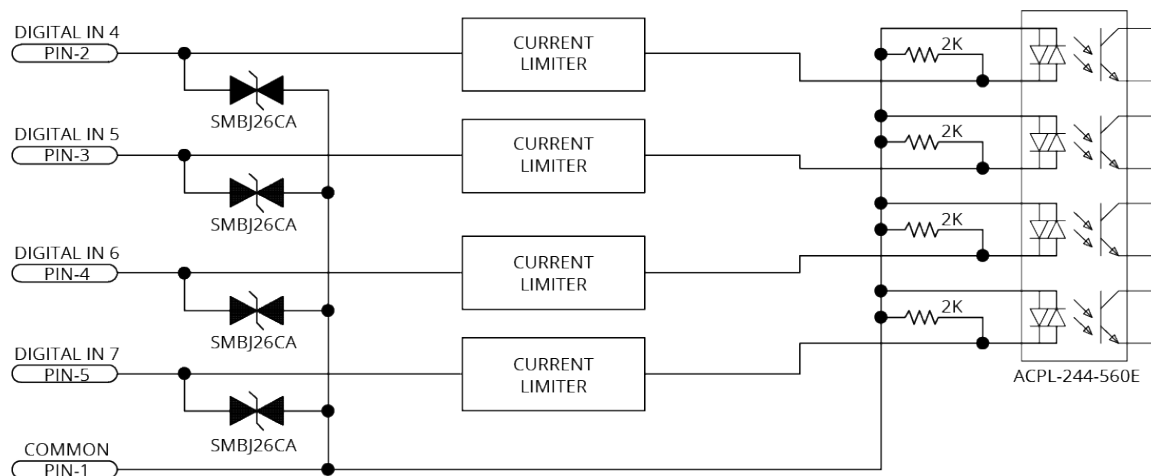 DIGITAL IN 4
PIN-2
SMBJ26CA
CURRENT
LIMITER
2K
DIGITAL IN 5
PIN-3
SMBJ26CA
CURRENT
LIMITER
2K
DIGITAL IN 6
PIN-4
SMBJ26CA
CURRENT
LIMITER
2K
DIGITAL IN 7
PIN-5
SMBJ26CA
CURRENT
LIMITER
2K
ACPL-244-560E
COMMON
PIN-1